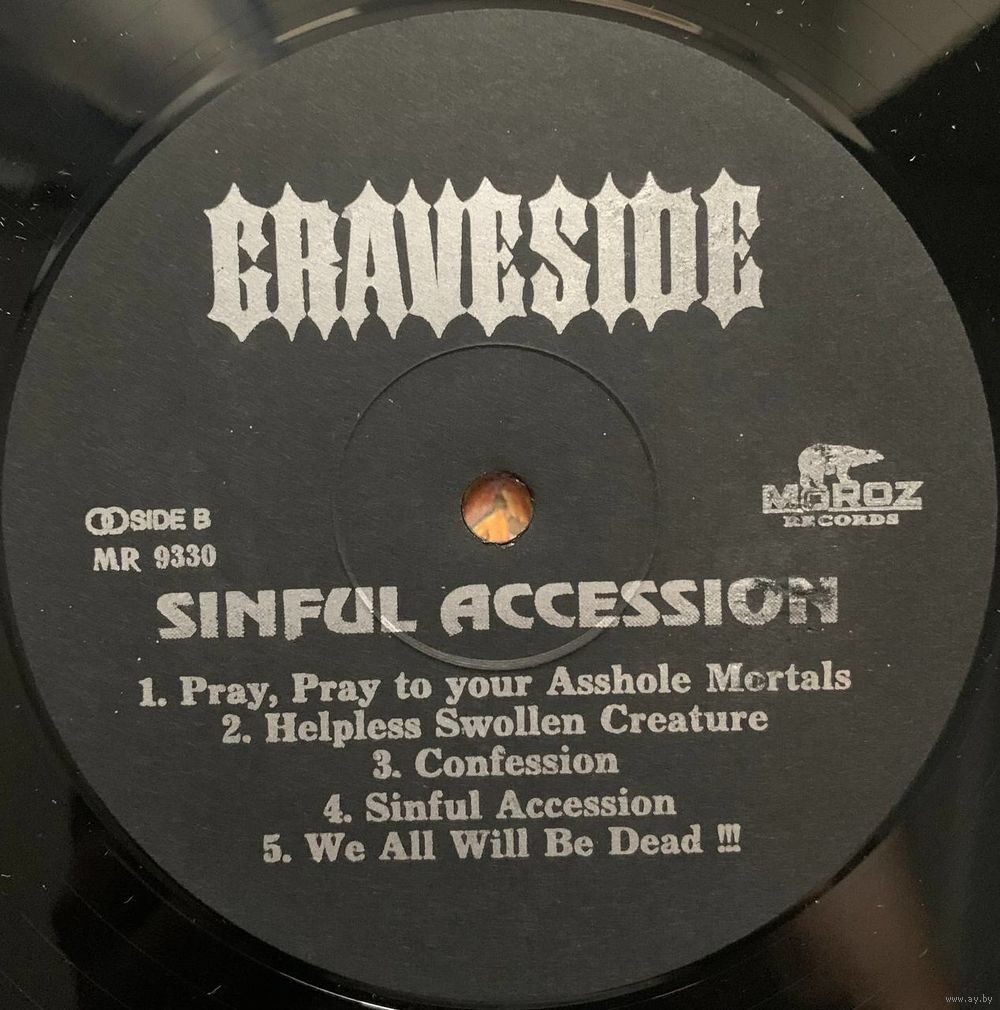 GRAVESIDE
MOROZ
RECORDS
SIDE B
MR 9330
SINFUL ACCESSION
1. Pray, Pray to your Asshole Mortals
2. Helpless Swollen Creature
3. Confession
4. Sinful Accession
5. We All Will Be Dead !!!
www.ay.by